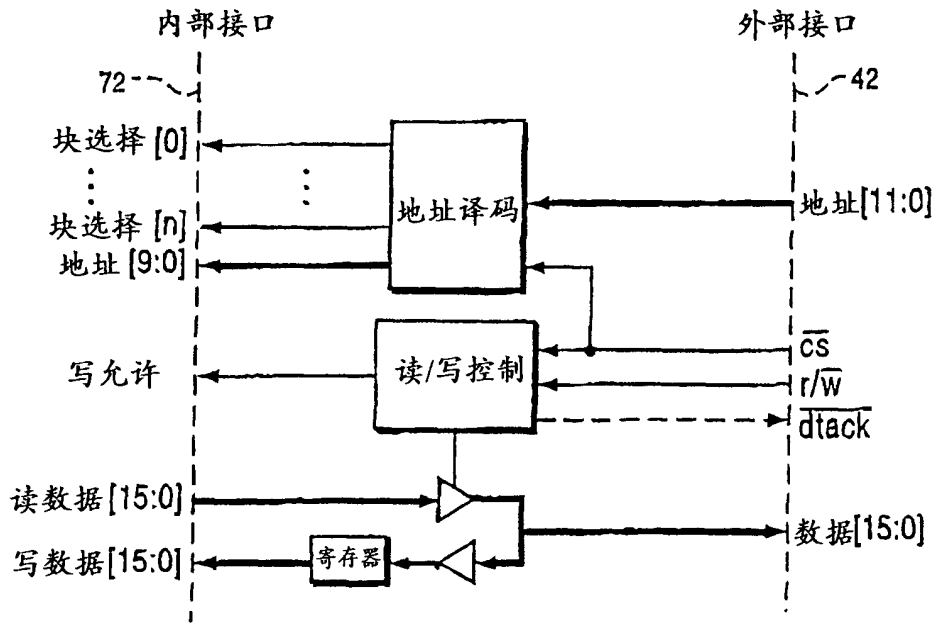 内部接口
外部接口
72
42
块选择 [0]
块选择 [n]
地址 [9:0]
地址译码
地址[11:0]
写允许
读/写控制
c̅s̅
r/w̅
d̅t̅a̅c̅k̅
读数据[15:0]
写数据[15:0]
寄存器
数据[15:0]